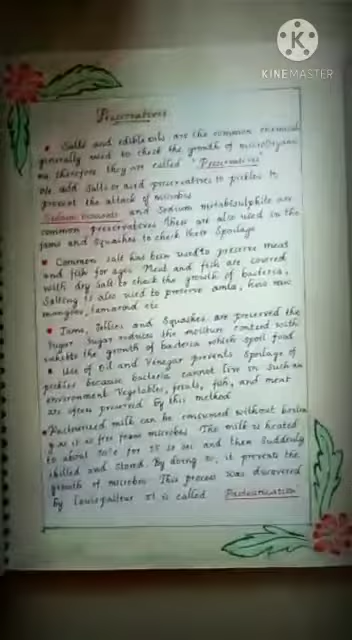 KINEMASTER
Preservatives
• Salts and edible oils are the common chemical
generally used to check the growth of microorgani
ms therefore they are called "Preservatives"
We add salts or acid preservatives to pickles to
prevent the attack of microbes
Sodium benzoate and Sodium metabisulphite are
common preservatives these are also used in the
jams and squashes to check their spoilage
• Common salt has been used to preserve meat
and fish for ages Meat and fish are covered
with dry salt to check the growth of bacteria,
Salting is also used to preserve amla, raw
mangoes, tamarind etc
• Jams, Jellies and Squashes are preserved the
Sugar Sugar reduces the moisture content with
inhibits the growth of bacteria which spoil food
• Use of Oil and Vinegar prevents spoilage of
pickles because bacteria cannot live in such an
environment Vegetables, fruits, fish, and meat
are often preserved by this method
• Pasteurised milk can be consumed without boilin
g as it is free from microbes The milk is heated
to about 70°c for 15 to sec and then suddenly
chilled and stored. By doing so, it prevents the
growth of microbes. This process was discovered
by It is called Pasteurisation